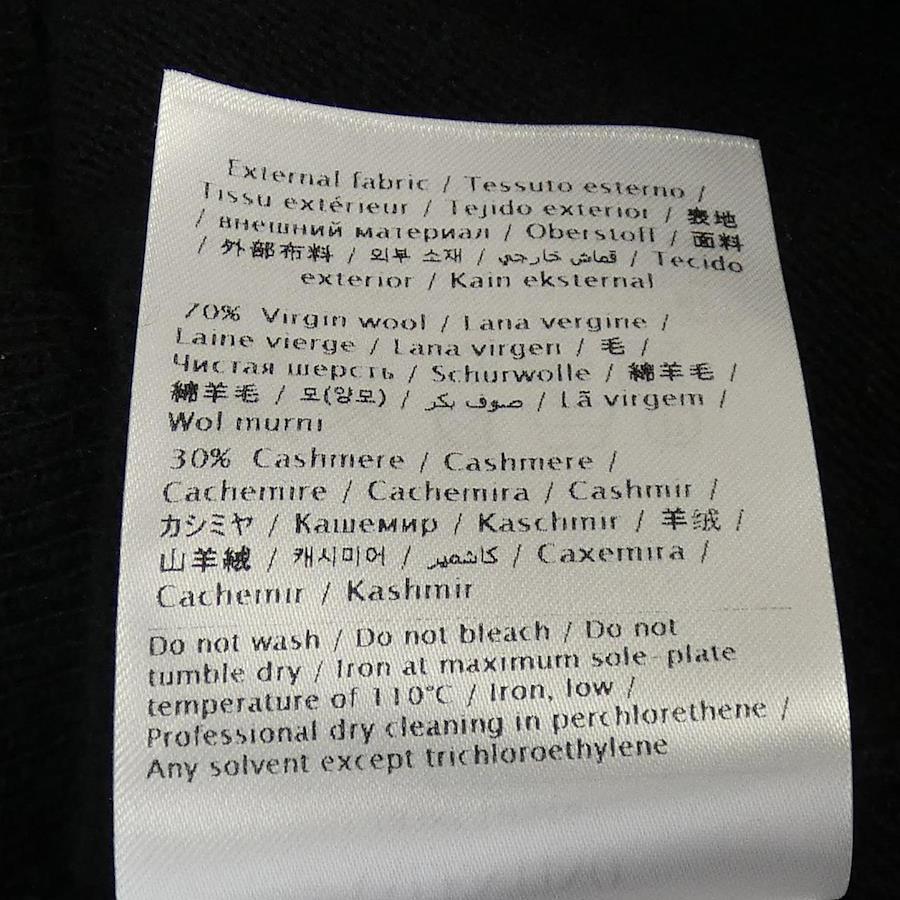 External fabric / Tessuto esterno /
Tissu extérieur / Tejido exterior / 表地
/ внешний материал / Oberstoff / 面料
/ 外部布料 / 외부 소재 / قماش خارجي / Tecido
exterior / Kain eksternal
70% Virgin wool / Lana vergine /
Laine vierge / Lana virgen / 毛 /
Чистая шерсть / Schurwolle / 綿羊毛 /
綿羊毛 / 모(양모) / صوف بكر / Lã virgem /
Wol murni
30% Cashmere / Cashmere /
Cachemire / Cachemira / Cashmir /
カシミヤ / Кашемир / Kaschmir / 羊绒 /
山羊絨 / 캐시미어 / كاشمير / Caxemira /
Cachemir / Kashmir
Do not wash / Do not bleach / Do not
tumble dry / Iron at maximum sole-plate
temperature of 110°C / Iron, low /
Professional dry cleaning in perchlorethene /
Any solvent except trichloroethylene